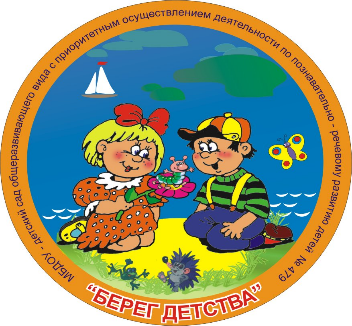 МБДОУ - детский сад общеразвивающего вида с приоритетным осуществлением деятельности по познавательно - речевому развитию детей № 479
"БЕРЕГ ДЕТСТВА"